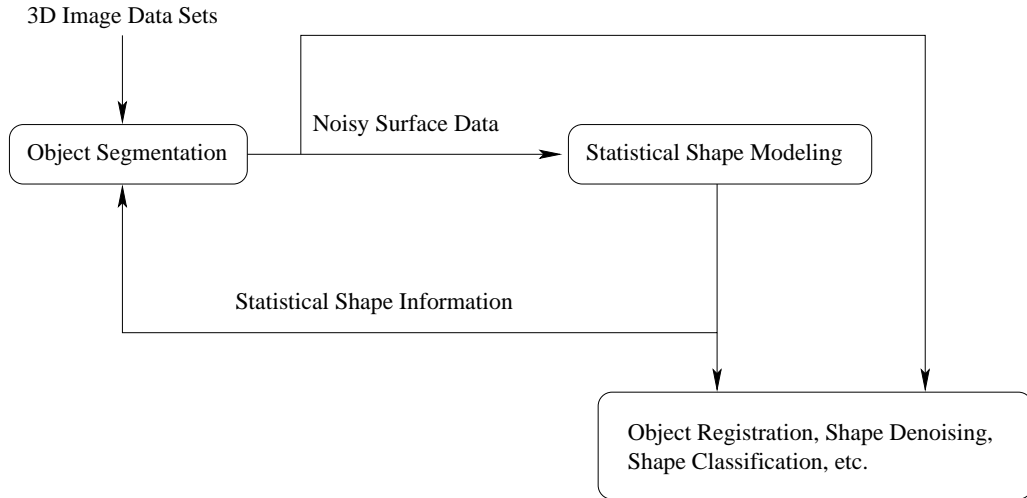 3D Image Data Sets
Noisy Surface Data
Object Segmentation
Statistical Shape Modeling
Statistical Shape Information
Object Registration, Shape Denoising,
Shape Classification, etc.